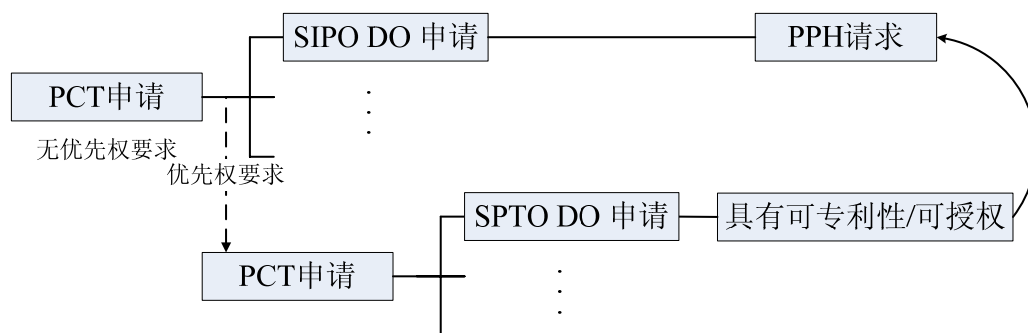 SIPO DO 申请
PPH请求
PCT申请
无优先权要求
优先权要求
SPTO DO 申请
具有可专利性/可授权
PCT申请